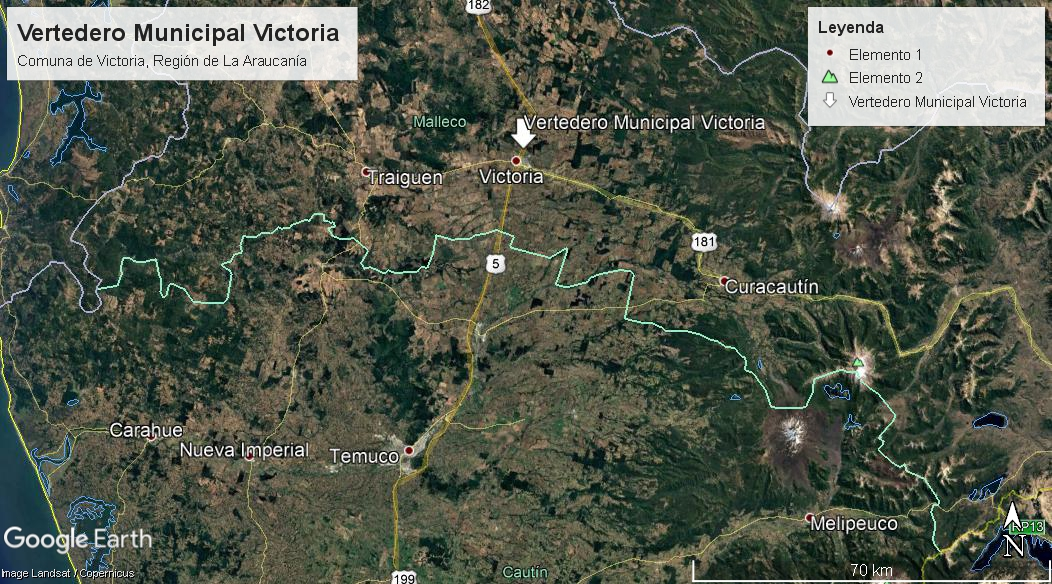 Vertedero Municipal Victoria
Comuna de Victoria, Región de La Araucanía
182
Leyenda
Elemento 1
Elemento 2
Vertedero Municipal Victoria
Malleco
Vertedero Municipal Victoria
Traiguen
Victoria
181
5
Curacautín
Carahue
Nueva Imperial
Temuco
Melipeuco
RP13
N
Google Earth
70 km
Image Landsat / Copernicus
199
Cautín